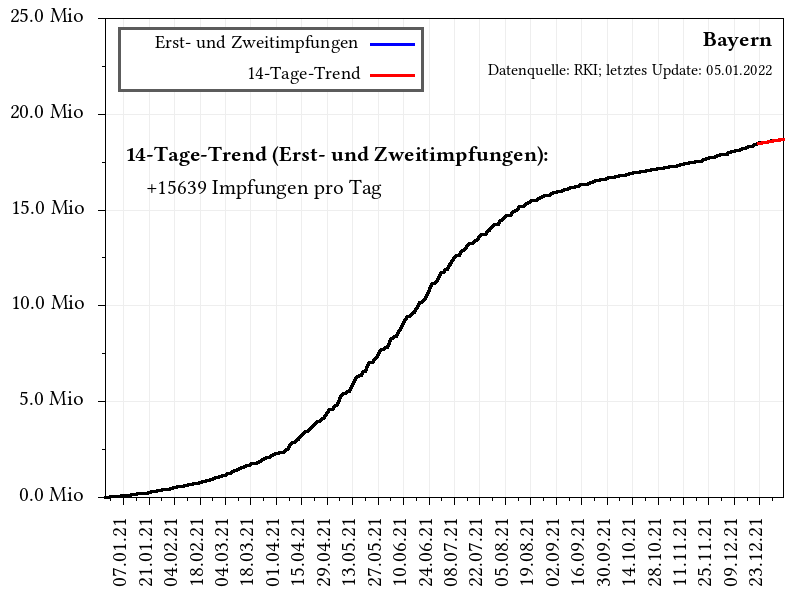 25.0 Mio
20.0 Mio
15.0 Mio
10.0 Mio
5.0 Mio
0.0 Mio
Erst- und Zweitimpfungen
14-Tage-Trend
Bayern
Datenquelle: RKI; letztes Update: 05.01.2022
14-Tage-Trend (Erst- und Zweitimpfungen):
+15639 Impfungen pro Tag
07.01.21
21.01.21
04.02.21
18.02.21
04.03.21
18.03.21
01.04.21
15.04.21
29.04.21
13.05.21
27.05.21
10.06.21
24.06.21
08.07.21
22.07.21
05.08.21
19.08.21
02.09.21
16.09.21
30.09.21
14.10.21
28.10.21
11.11.21
25.11.21
09.12.21
23.12.21